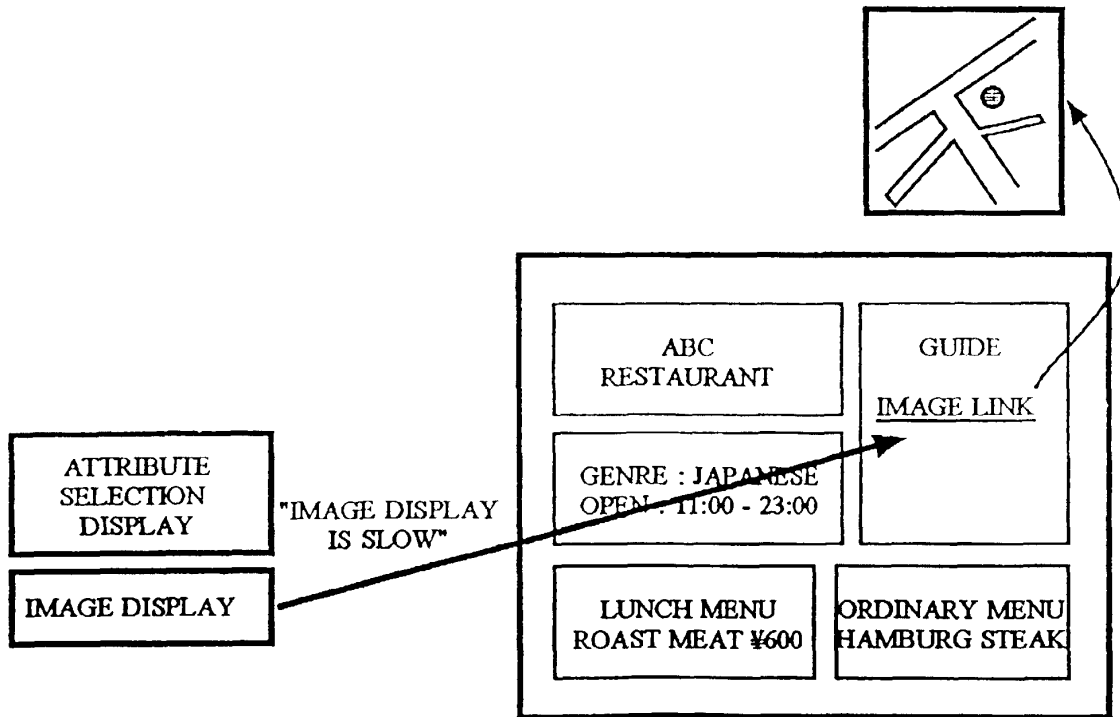 ABC
RESTAURANT
GUIDE
IMAGE LINK
GENRE : JAPANESE
OPEN : 11:00 - 23:00
ATTRIBUTE
SELECTION
DISPLAY
"IMAGE DISPLAY
IS SLOW"
IMAGE DISPLAY
LUNCH MENU
ROAST MEAT ¥600
ORDINARY MENU
HAMBURG STEAK